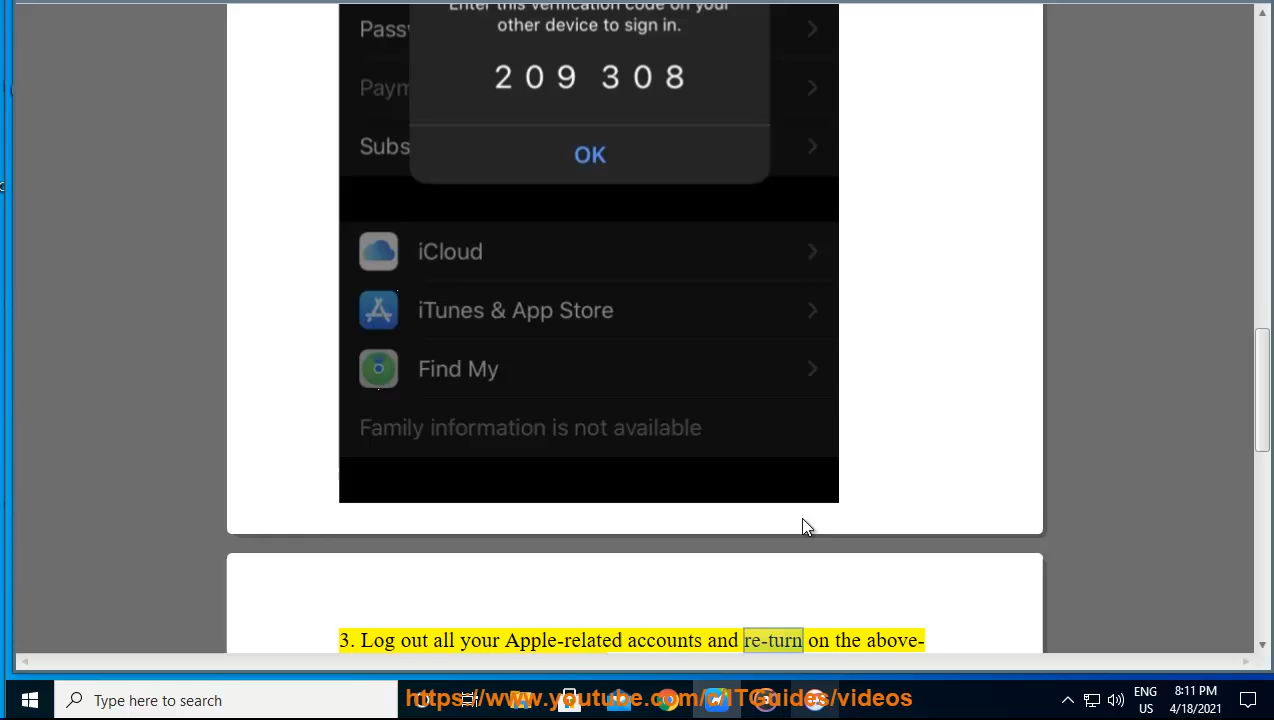 Enter this verification code on your
other device to sign in.
209 308
OK
Pass
Paym
Subs
iCloud
iTunes & App Store
Find My
Family information is not available
3. Log out all your Apple-related accounts and re-turn on the above-
Type here to search
https://www.youtube.com/c/ITGuides/videos
ENG
US
8:11 PM
4/18/2021